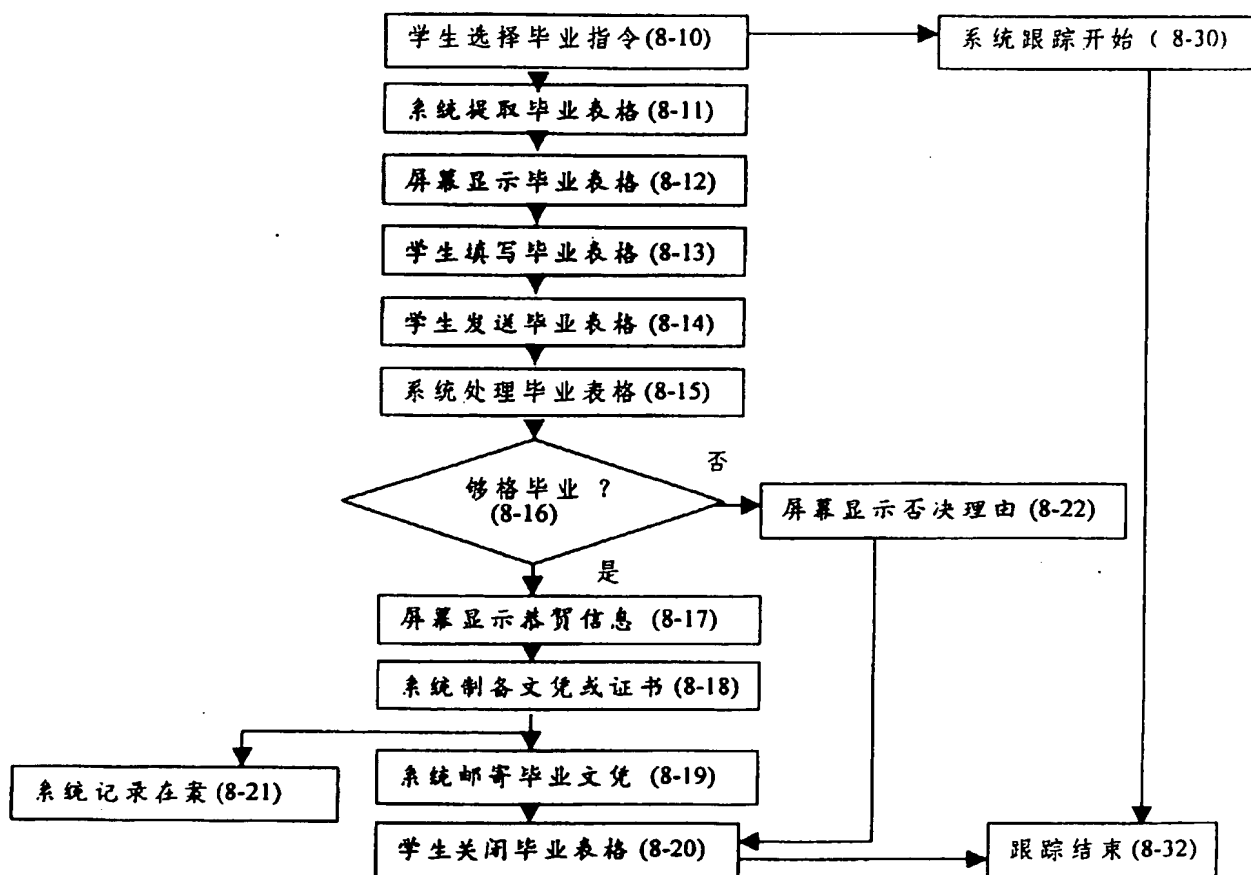 学生选择毕业指令(8-10)
系统跟踪开始 ( 8-30)
系统提取毕业表格(8-11)
屏幕显示毕业表格(8-12)
学生填写毕业表格(8-13)
学生发送毕业表格(8-14)
系统处理毕业表格(8-15)
够格毕业 ?
(8-16)
否
屏幕显示否决理由(8-22)
是
屏幕显示恭贺信息 (8-17)
系统制备文凭或证书(8-18)
系统邮寄毕业文凭 (8-19)
系统记录在案(8-21)
学生关闭毕业表格(8-20)
跟踪结束(8-32)